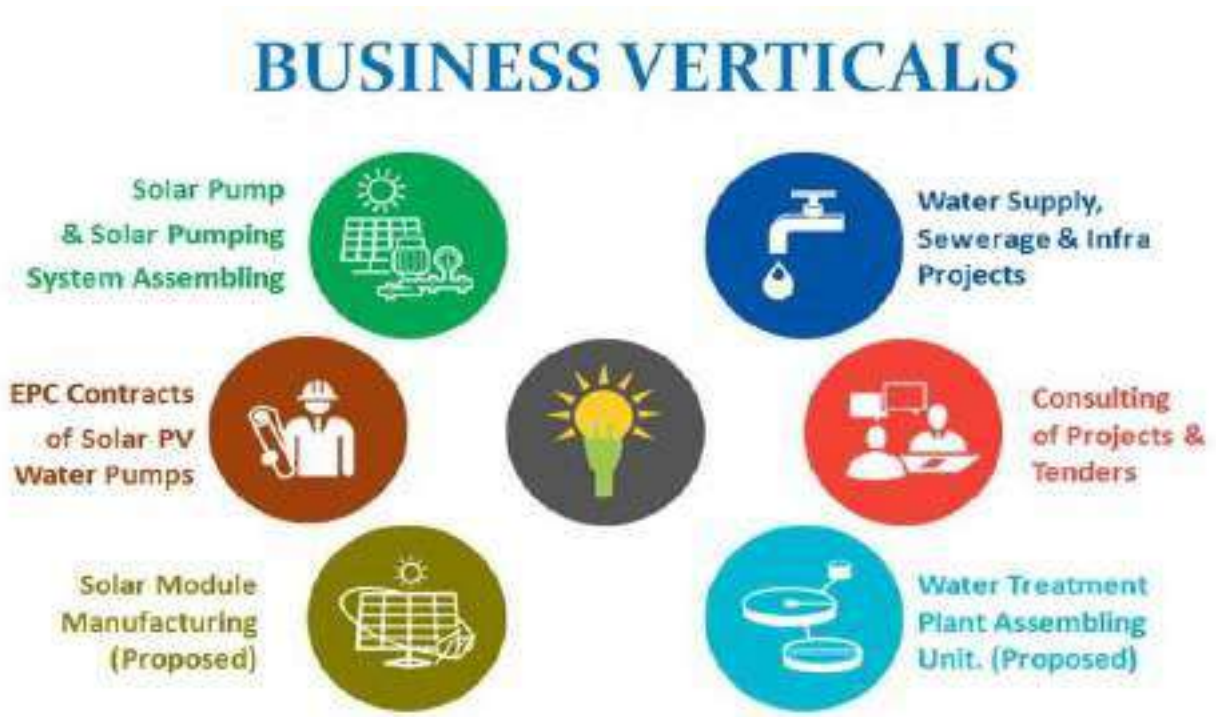 BUSINESS VERTICALS
Solar Pump
& Solar Pumping
System Assembling
Water Supply,
Sewerage & Infra
Projects
EPC Contracts
of Solar PV
Water Pumps
Consulting
of Projects &
Tenders
Solar Module
Manufacturing
(Proposed)
Water Treatment
Plant Assembling
Unit. (Proposed)